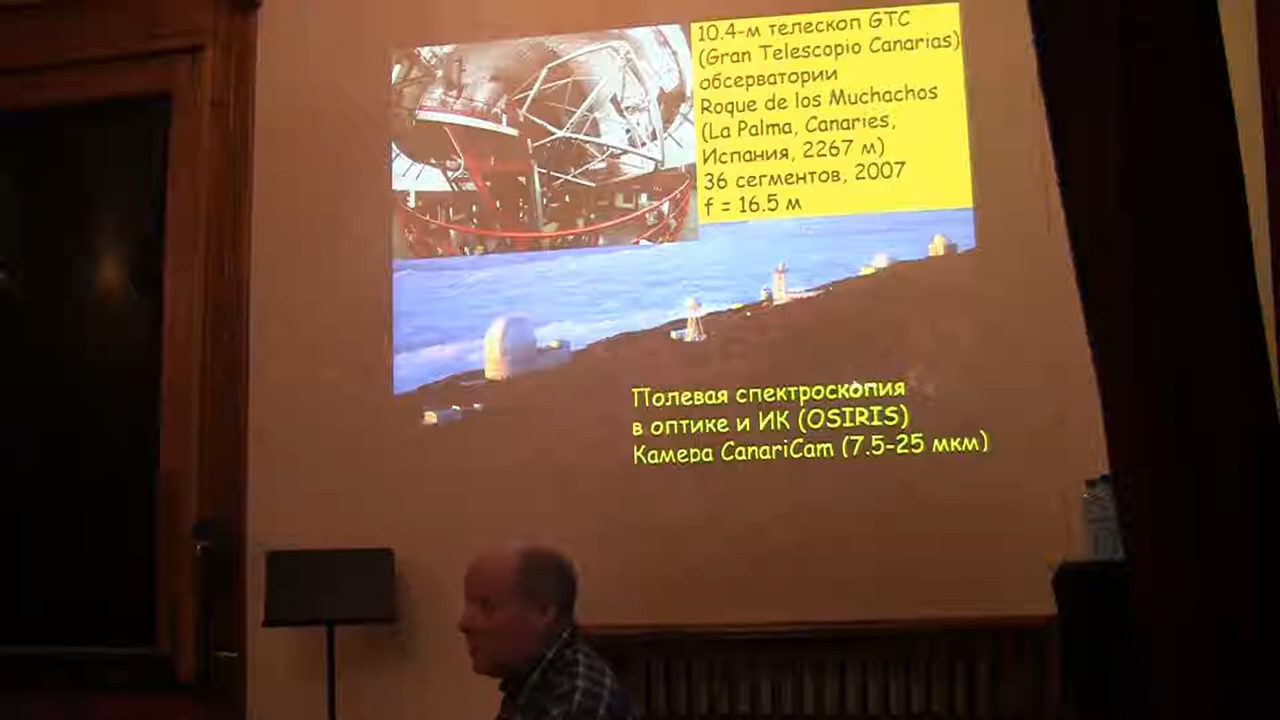 10.4-м телескоп GTC
(Gran Telescopio Canarias)
обсерватории
Roque de los Muchachos
(La Palma, Canaries,
Испания, 2267 м)
36 сегментов, 2007
f = 16.5 м
Полевая спектроскопия
в оптике и ИК (OSIRIS)
Камера CanariCam (7.5-25 мкм)